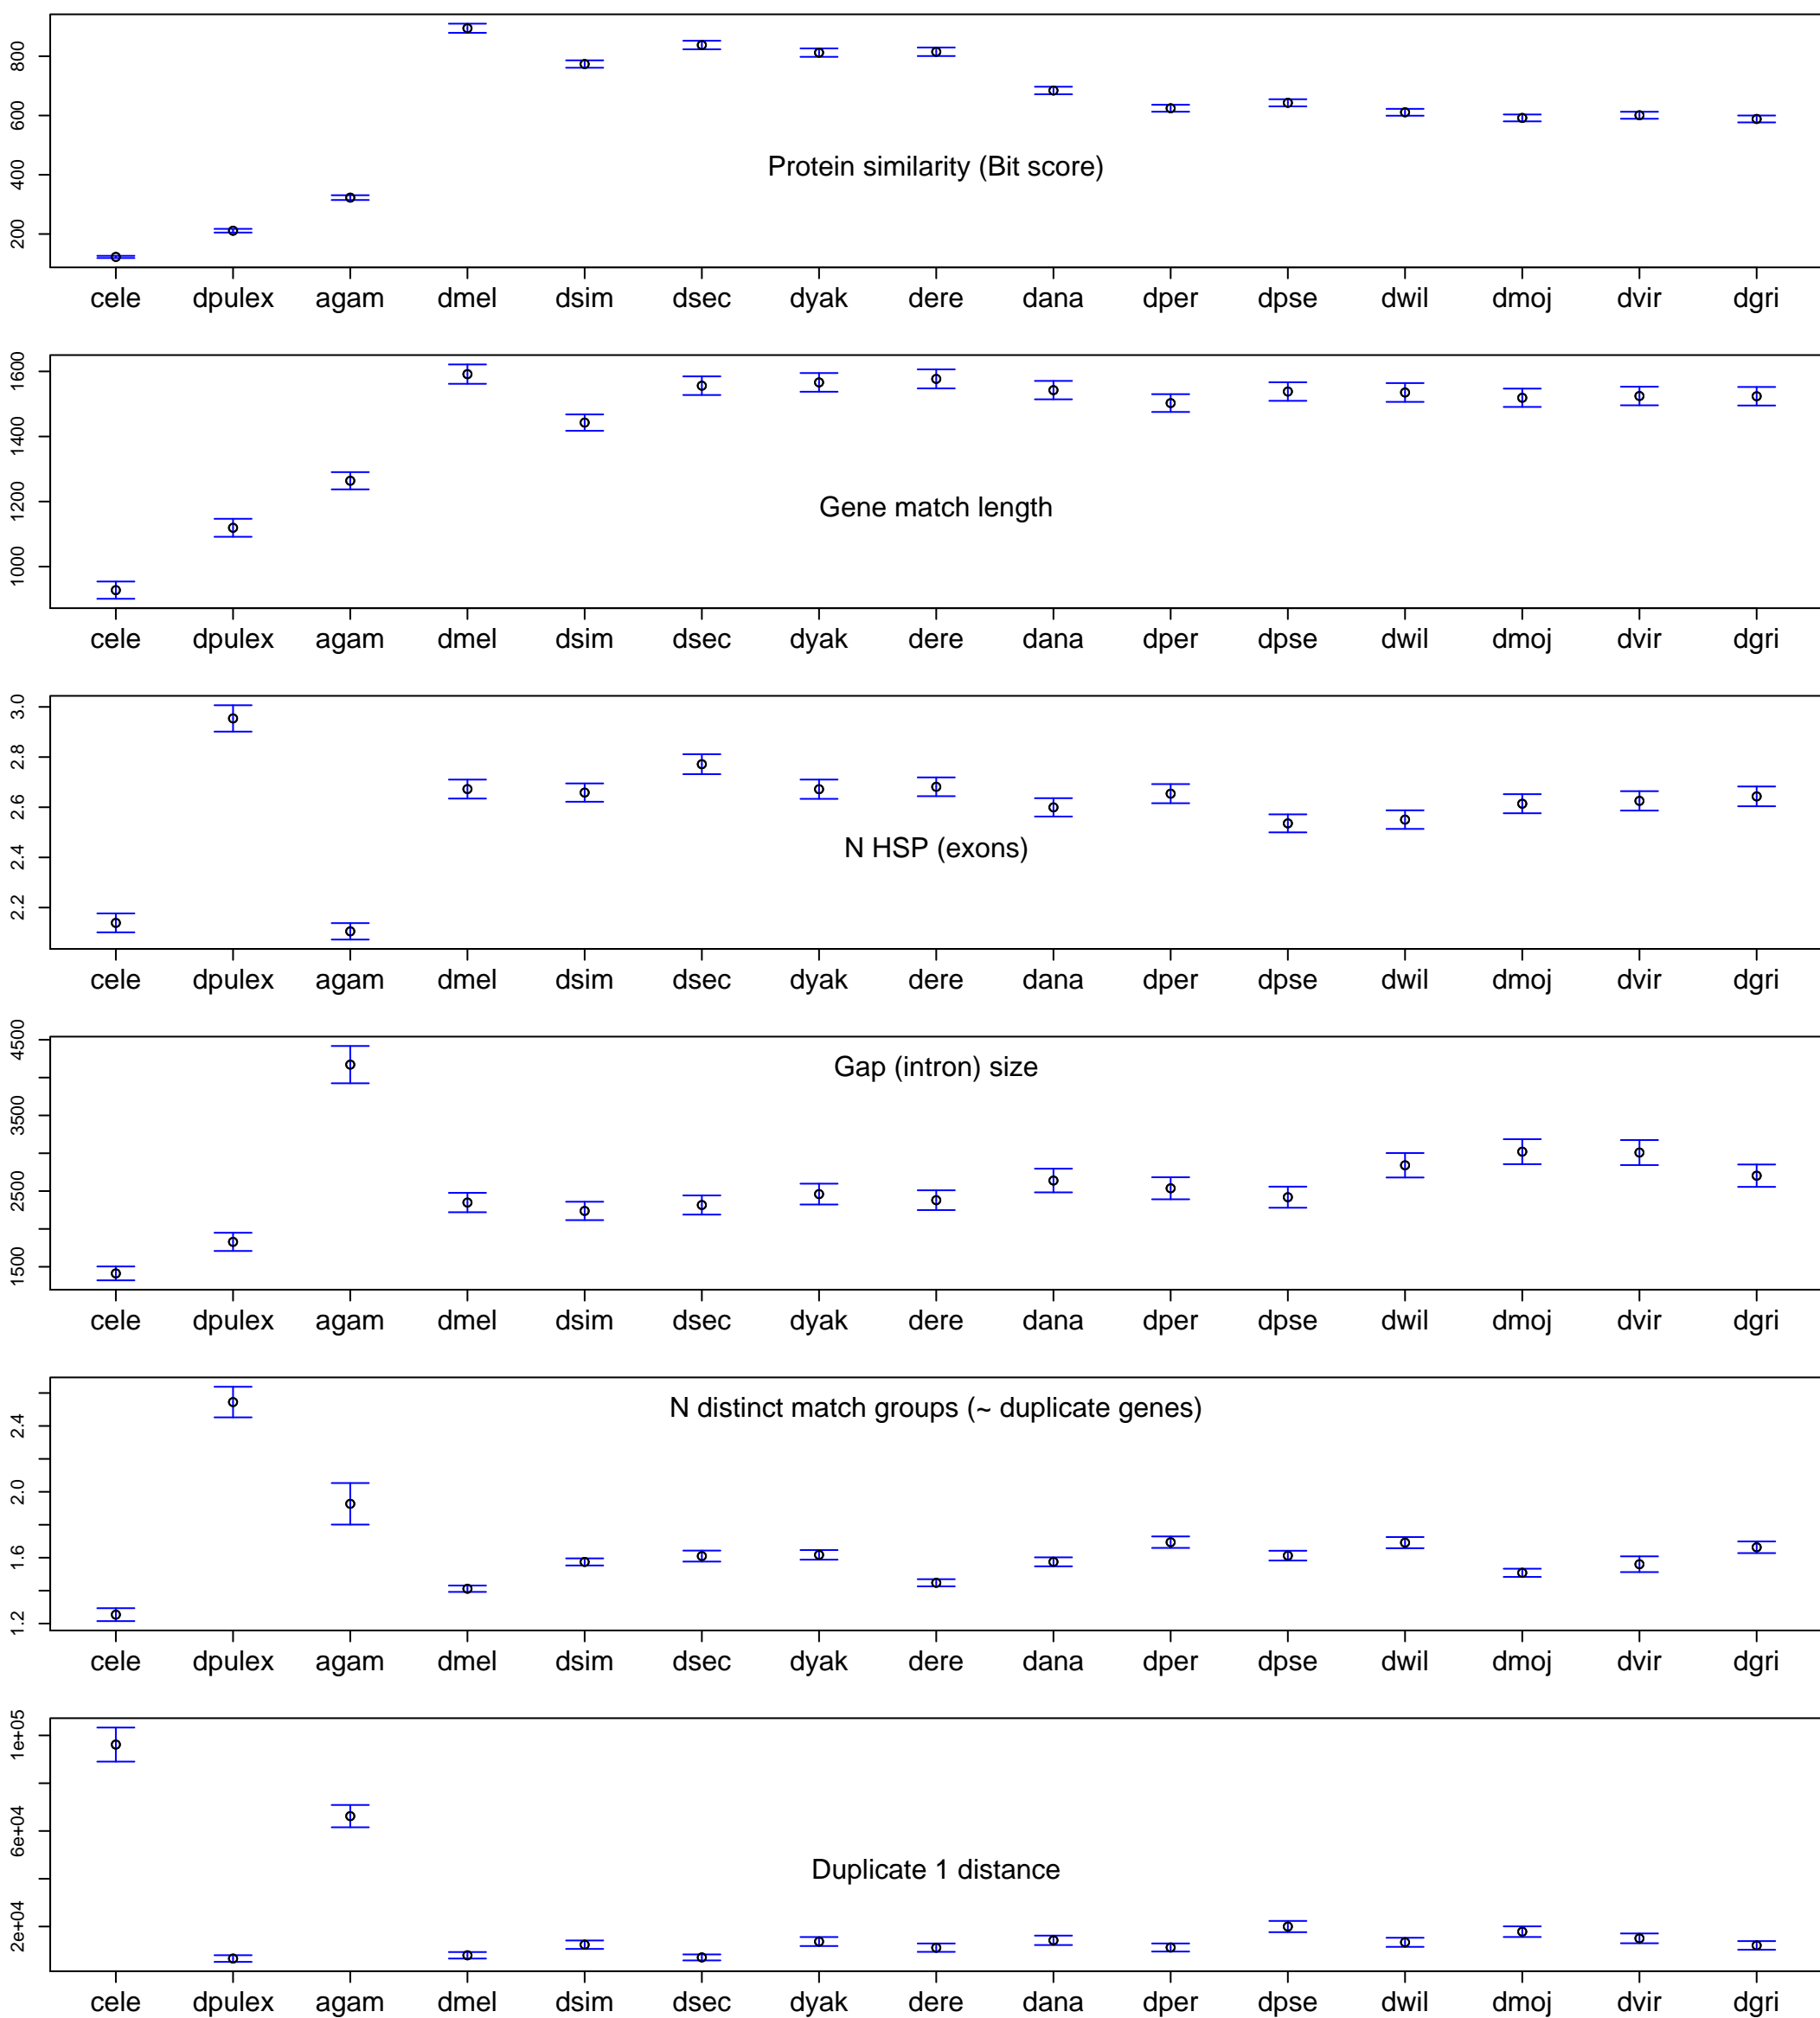 800
600
400
200
Protein similarity (Bit score)
cele dpulex agam dmel dsim dsec dyak dere dana dper dpse dwil dmoj dvir dgri
1600
1400
1200
1000
Gene match length
cele dpulex agam dmel dsim dsec dyak dere dana dper dpse dwil dmoj dvir dgri
3.0
2.8
2.6
2.4
2.2
N HSP (exons)
cele dpulex agam dmel dsim dsec dyak dere dana dper dpse dwil dmoj dvir dgri
4500
3500
2500
1500
Gap (intron) size
cele dpulex agam dmel dsim dsec dyak dere dana dper dpse dwil dmoj dvir dgri
2.4
2.0
1.6
1.2
N distinct match groups (~ duplicate genes)
cele dpulex agam dmel dsim dsec dyak dere dana dper dpse dwil dmoj dvir dgri
1e+05
6e+04
2e+04
Duplicate 1 distance
cele dpulex agam dmel dsim dsec dyak dere dana dper dpse dwil dmoj dvir dgri